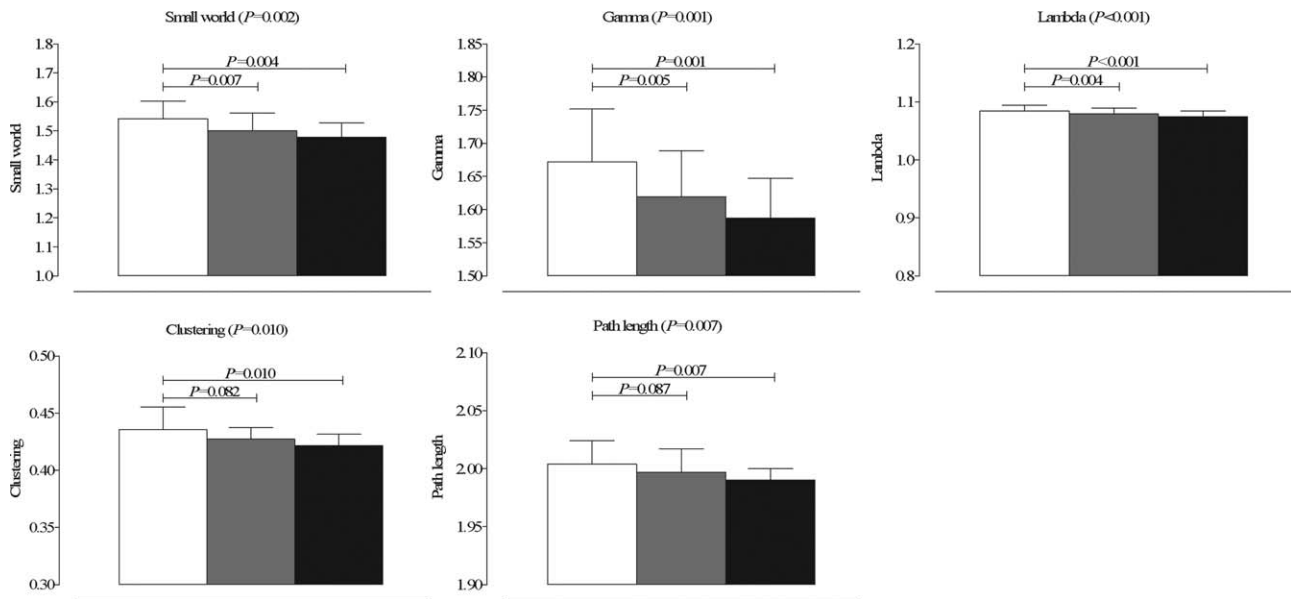 Small world (P=0.002)
1.8
1.7
1.6
1.5
1.4
1.3
1.2
1.1
1.0
Small world
P=0.004
P=0.007
Gamma (P=0.001)
1.85
1.80
1.75
1.70
1.65
1.60
1.55
1.50
Gamma
P=0.001
P=0.005
Lambda (P<0.001)
1.2
1.1
1.0
0.9
0.8
Lambda
P<0.001
P=0.004
Clustering (P=0.010)
0.50
0.45
0.40
0.35
0.30
Clustering
P=0.010
P=0.082
Path length (P=0.007)
2.10
2.05
2.00
1.95
1.90
Path length
P=0.007
P=0.087